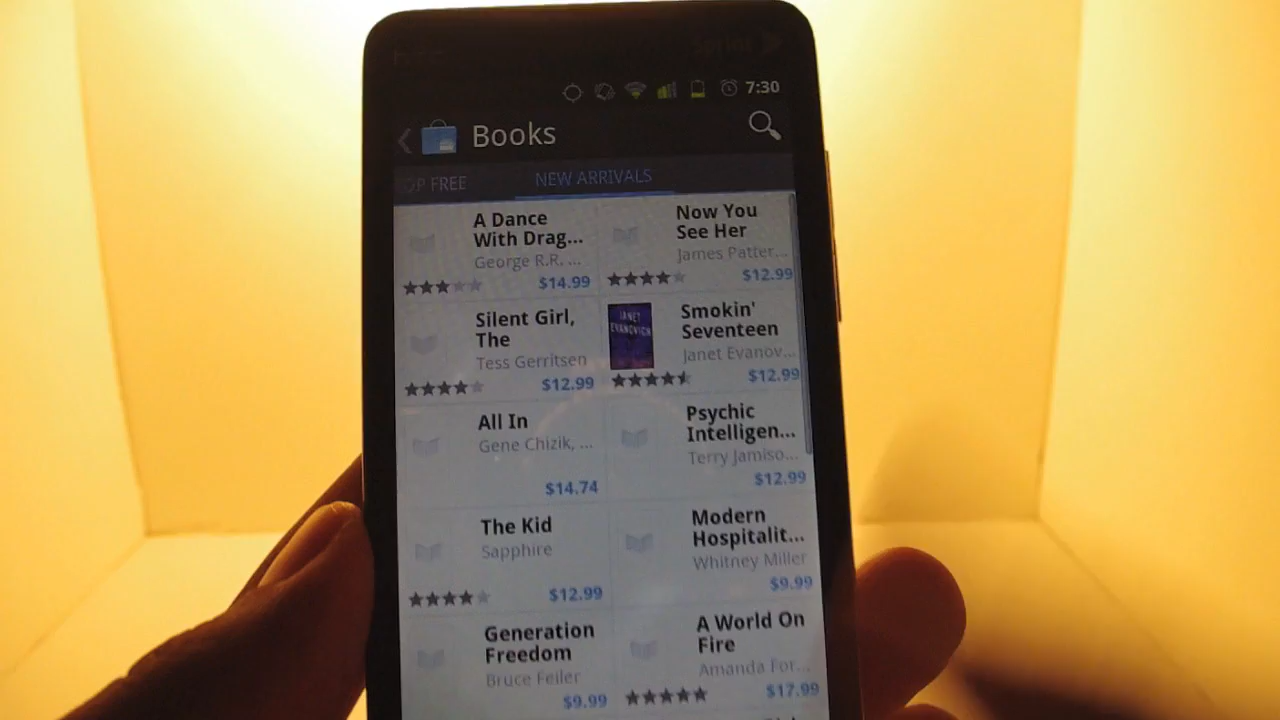 Sprint
7:30
Books
OP FREE
NEW ARRIVALS
A Dance
With Drag...
George R.R. ...
$14.99
Now You
See Her
James Patter...
$12.99
Silent Girl,
The
Tess Gerritsen
$12.99
JANET
EVANOVICH
Smokin'
Seventeen
Janet Evanov...
$12.99
All In
Gene Chizik, ...
$14.74
Psychic
Intelligen...
Terry Jamiso...
$12.99
The Kid
Sapphire
$12.99
Modern
Hospitalit...
Whitney Miller
$9.99
Generation
Freedom
Bruce Feiler
$9.99
A World On
Fire
Amanda For...
$17.99